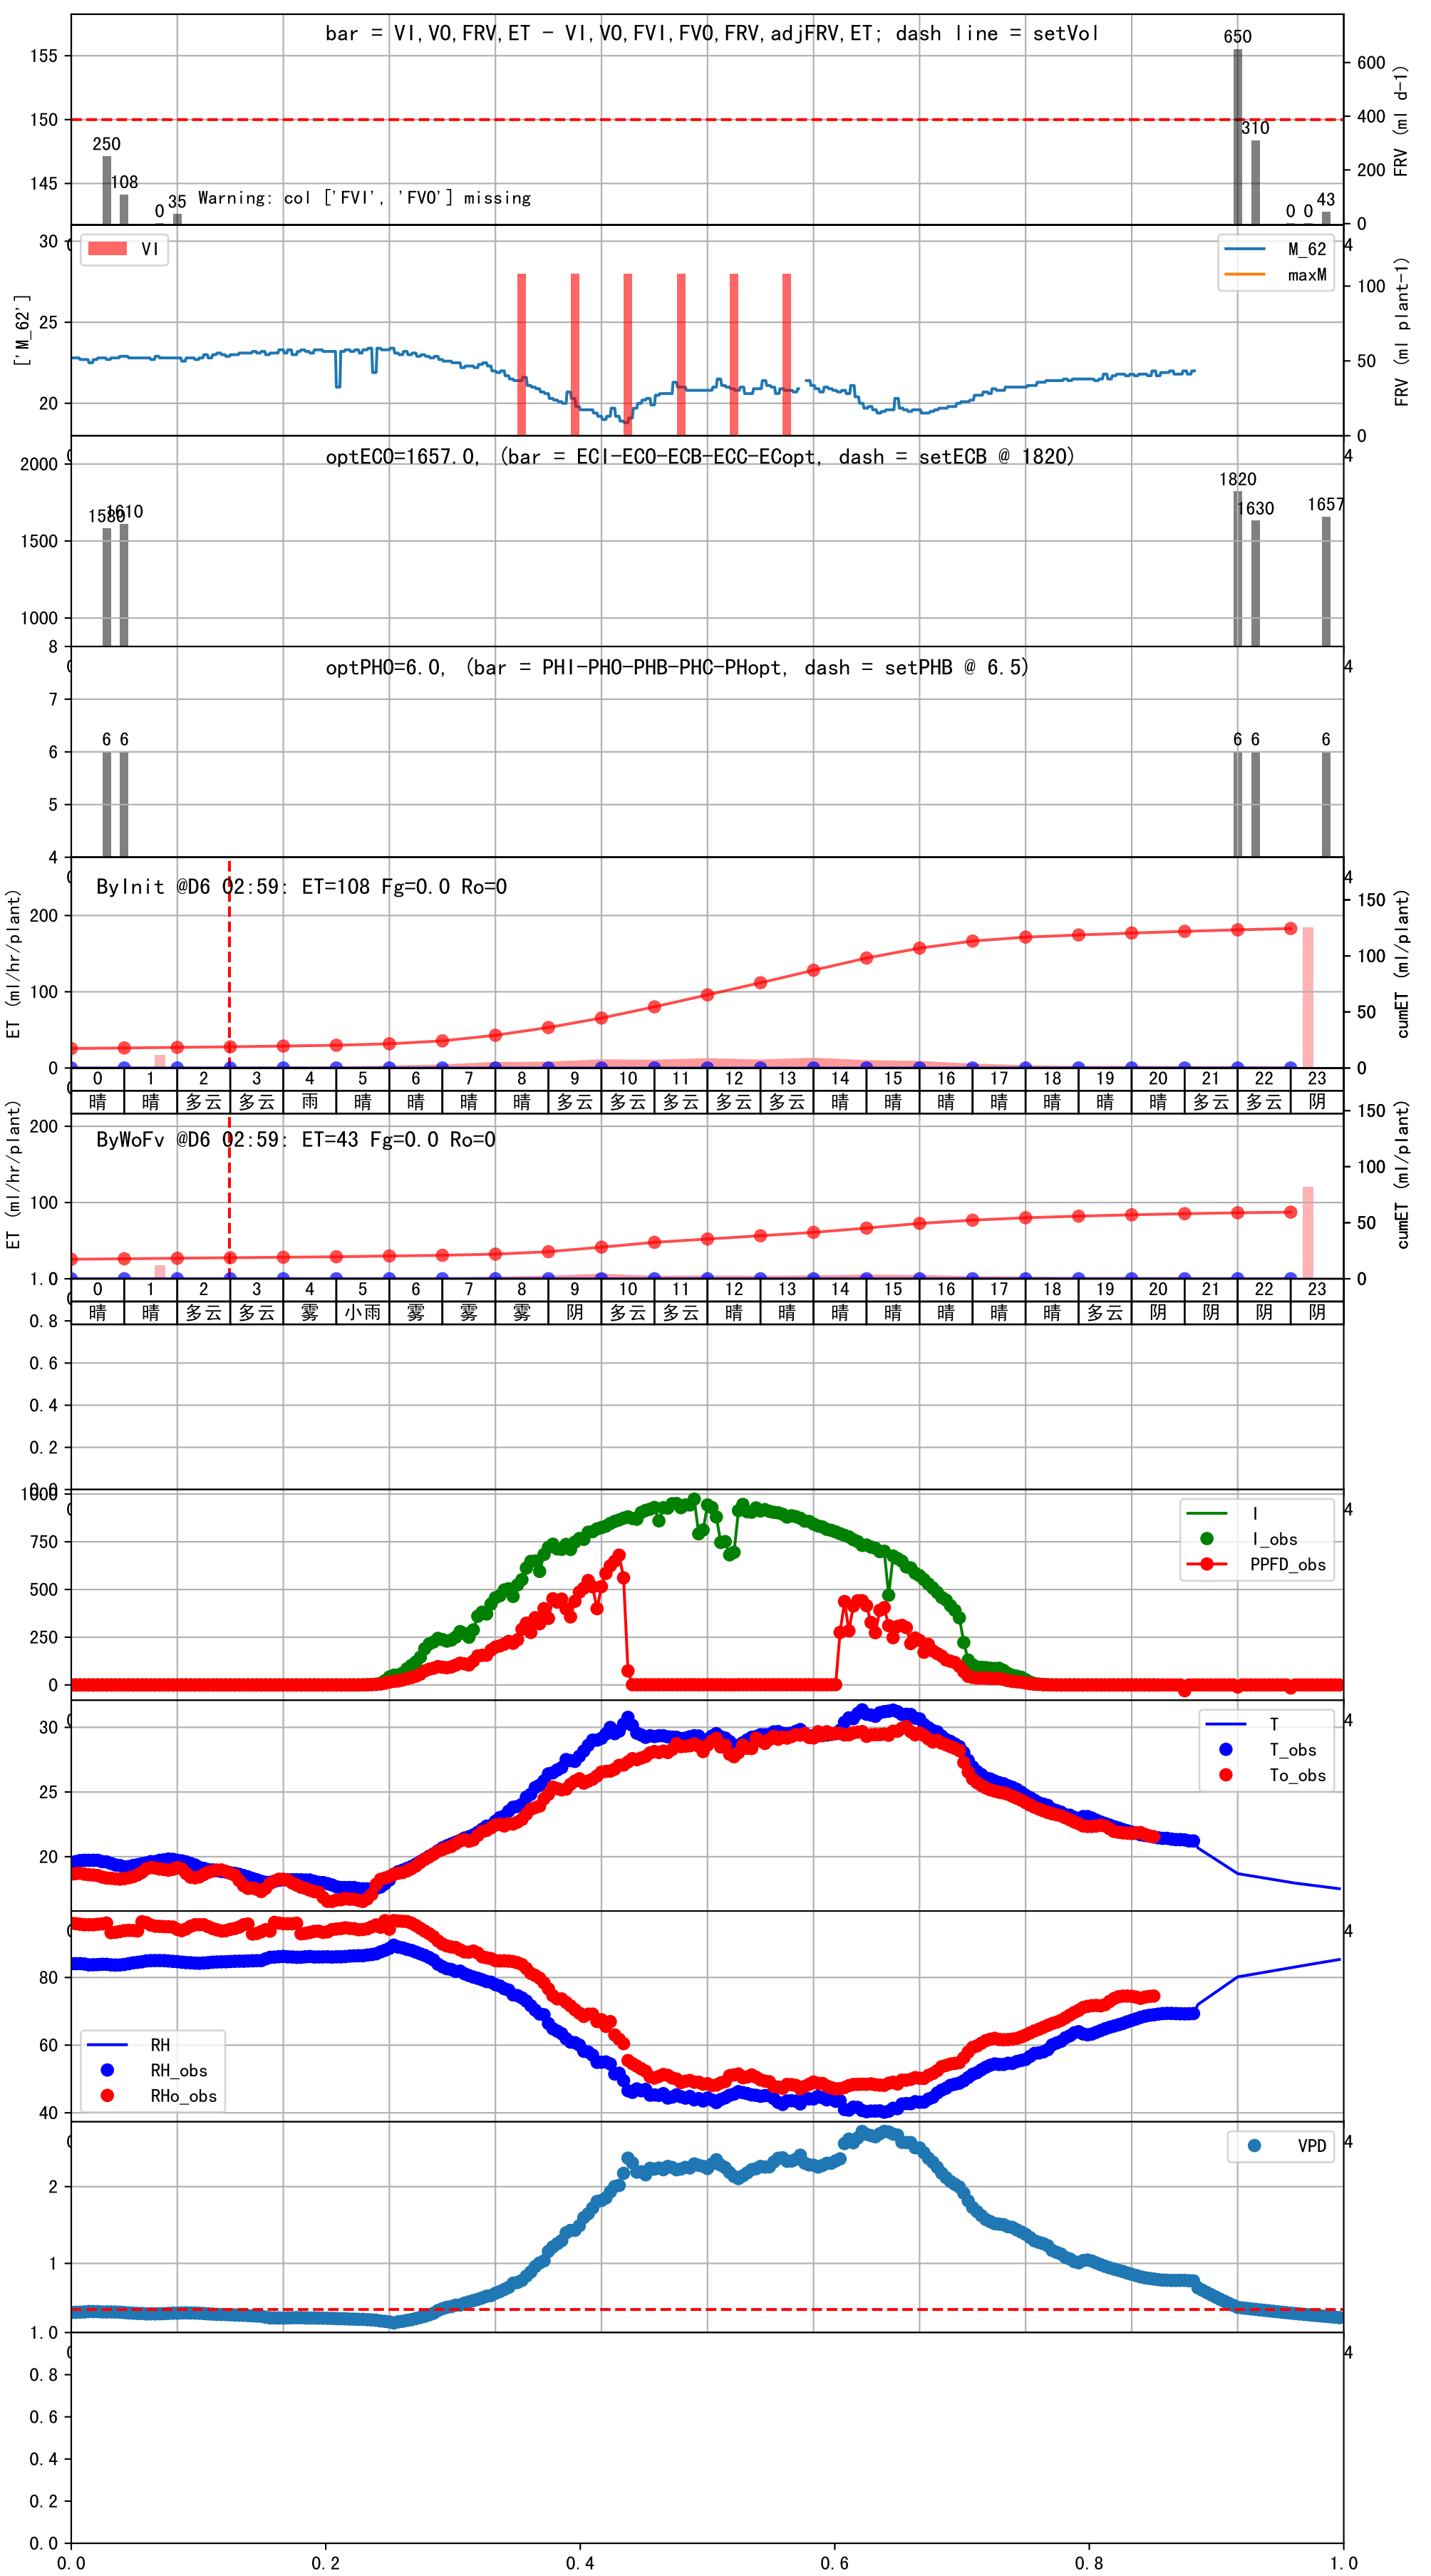 bar = VI,VO,FRV,ET - VI,VO,FVI,FVO,FRV,adjFRV,ET; dash line = setVol
650
600
155
FRV (ml d-1)
400
150
310
250
200
145
108
Warning: col ['FVI', 'FVO'] missing
0 35
0 0 43
0
30
VI
M_62
maxM
4
100
['M_62']
25
FRV (ml plant-1)
50
20
0
optECO=1657.0, (bar = ECI-ECO-ECB-ECC-ECopt, dash = setECB @ 1820)
4
2000
1820
1580 1610
1630
1657
1500
1000
8
optPHO=6.0, (bar = PHI-PHO-PHB-PHC-PHopt, dash = setPHB @ 6.5)
4
7
6 6
6 6
6
6
5
4
4
ByInit @D6 02:59: ET=108 Fg=0.0 Ro=0
ET (ml/hr/plant)
200
100
0
150
100
50
0
cumET (ml/plant)
0 1 2 3 4 5 6 7 8 9 10 11 12 13 14 15 16 17 18 19 20 21 22 23
晴 晴 多云 多云 雨 晴 晴 晴 晴 多云 多云 多云 多云 多云 晴 晴 晴 晴 晴 晴 晴 多云 多云 阴
ByWoFv @D6 02:59: ET=43 Fg=0.0 Ro=0
ET (ml/hr/plant)
200
100
1.0
150
100
50
0
cumET (ml/plant)
0 1 2 3 4 5 6 7 8 9 10 11 12 13 14 15 16 17 18 19 20 21 22 23
晴 晴 多云 多云 雾 小雨 雾 雾 雾 阴 多云 多云 晴 晴 晴 晴 晴 晴 晴 多云 阴 阴 阴 阴
0.8
0.6
0.4
0.2
0.0
1000
4
I
I_obs
PPFD_obs
750
500
250
0
4
T
T_obs
To_obs
30
25
20
4
80
60
40
RH
RH_obs
RHo_obs
4
VPD
2
1
1.0
4
0.8
0.6
0.4
0.2
0.0
0.0 0.2 0.4 0.6 0.8 1.0